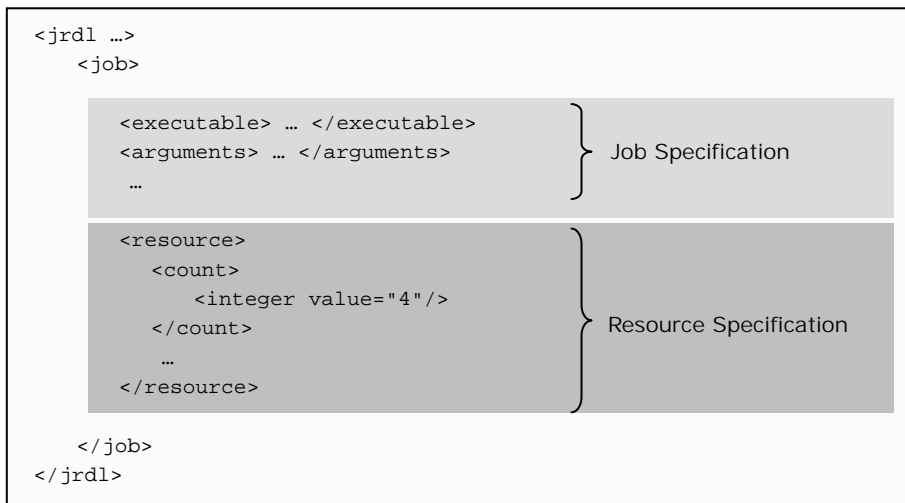 <jrdl …>
<job>
<executable> … </executable>
<arguments> … </arguments>
…
Job Specification
<resource>
<count>
<integer value="4"/>
</count>
…
</resource>
Resource Specification
</job>
</jrdl>